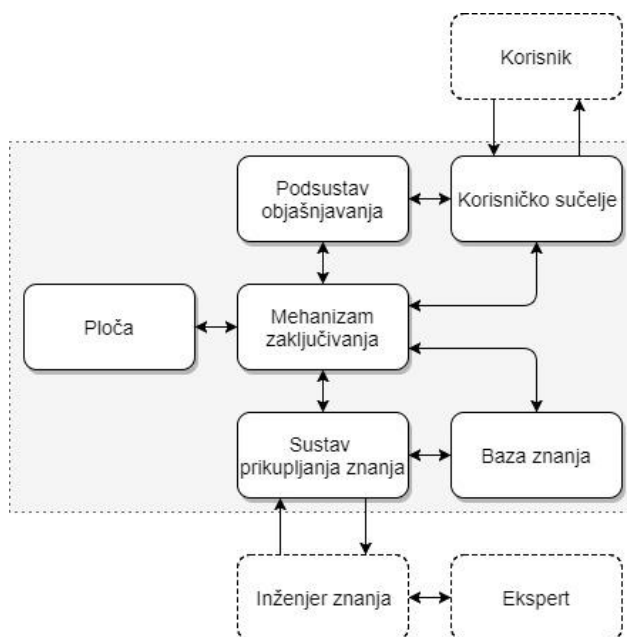 Korisnik
Podsustav
objašnjavanja
Korisničko sučelje
Ploča
Mehanizam
zaključivanja
Sustav
prikupljanja znanja
Baza znanja
Inženjer znanja
Ekspert